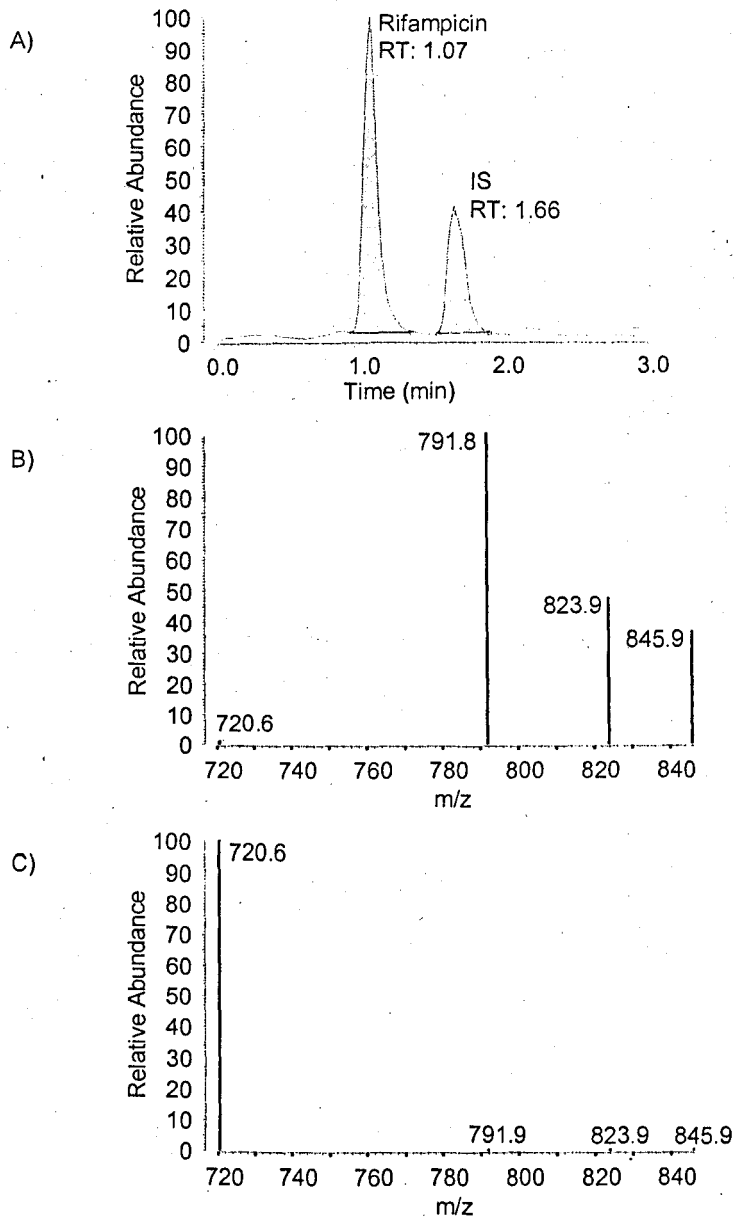 A)
Relative Abundance
100
90
80
70
60
50
40
30
20
10
0
Rifampicin
RT: 1.07
IS
RT: 1.66
0.0 1.0 2.0 3.0
Time (min)
B)
Relative Abundance
100
90
80
70
60
50
40
30
20
10
0
791.8
823.9
845.9
720.6
720 740 760 780 800 820 840
m/z
C)
Relative Abundance
100
90
80
70
60
50
40
30
20
10
0
720.6
791.9 823.9 845.9
720 740 760 780 800 820 840
m/z